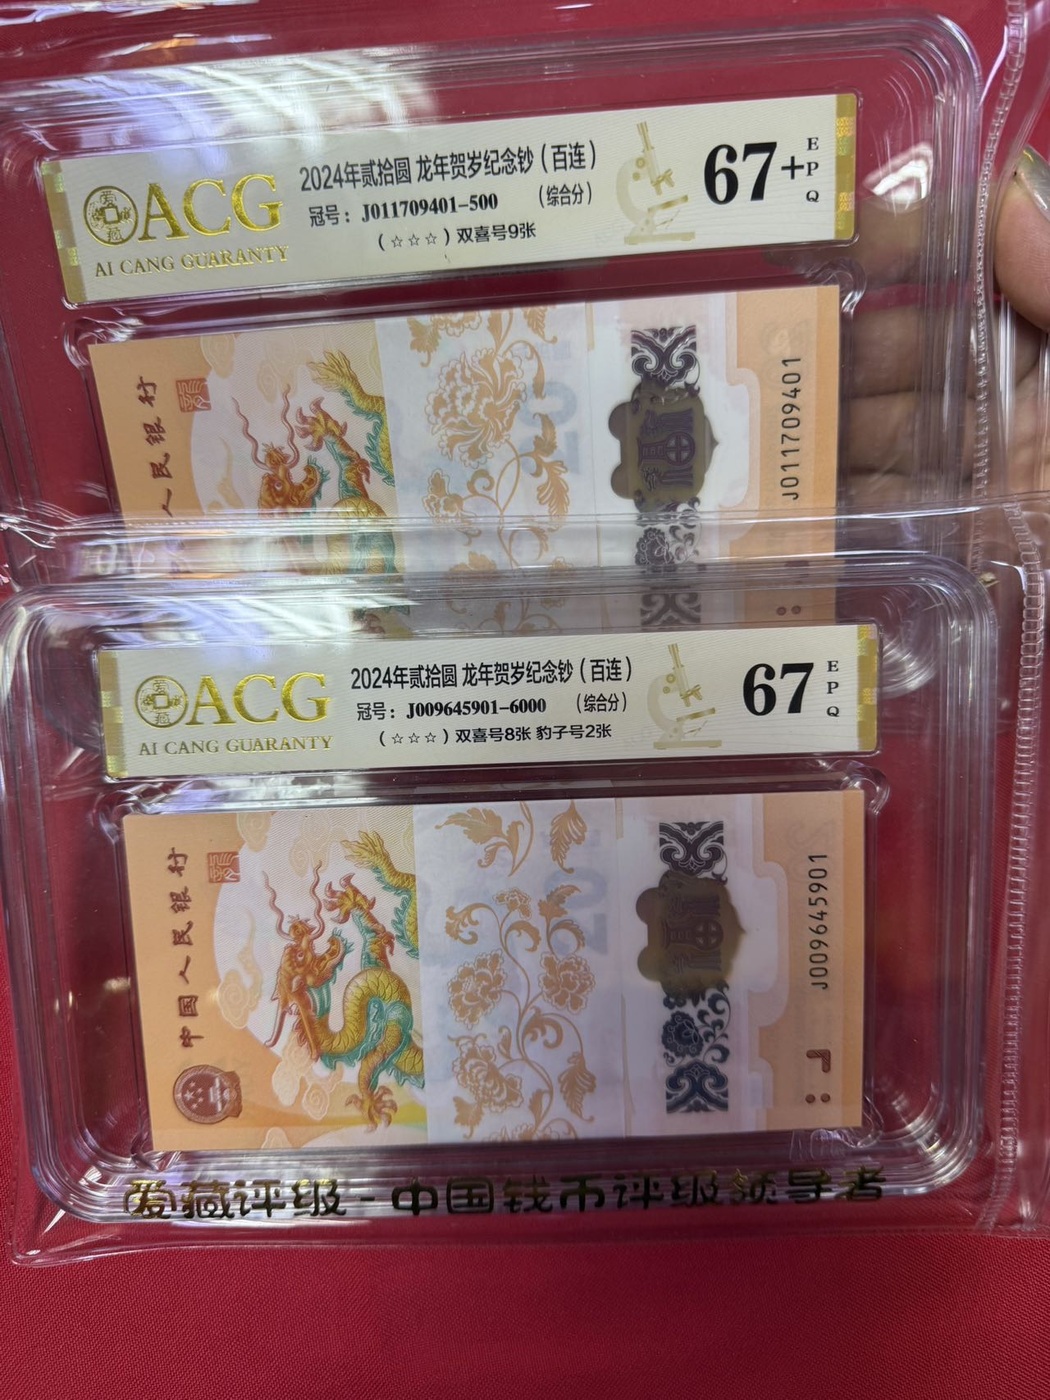 ACG
AI CANG GUARANTY
2024年贰拾圆 龙年贺岁纪念钞（百连）
冠号：J011709401-500 （综合分）
（☆☆☆）双喜号9张
67+
EPQ
人民银行
J011709401
ACG
AI CANG GUARANTY
2024年贰拾圆 龙年贺岁纪念钞（百连）
冠号：J009645901-6000 （综合分）
（☆☆☆）双喜号8张 豹子号2张
67
EPQ
中国人民银行
J009645901
爱藏评级-中国钱币评级领导者